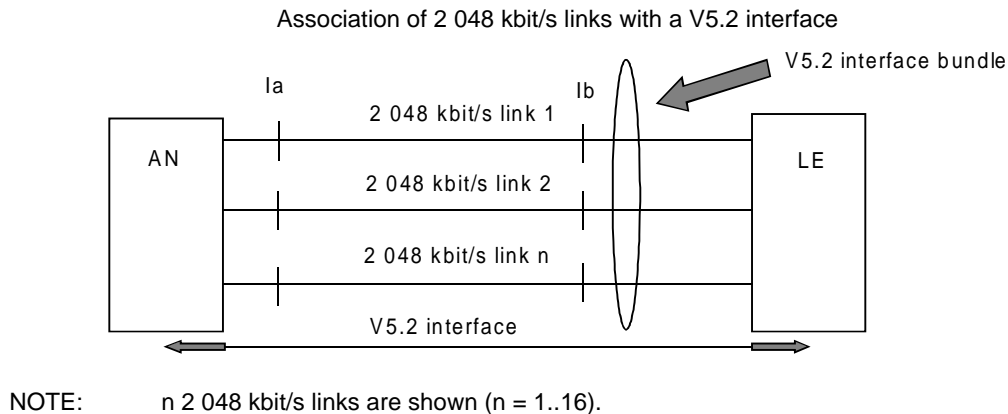 Association of 2 048 kbit/s links with a V5.2 interface
V5.2 interface bundle
Ia
Ib
2 048 kbit/s link 1
AN
LE
2 048 kbit/s link 2
2 048 kbit/s link n
V5.2 interface
NOTE: n 2 048 kbit/s links are shown (n = 1..16).